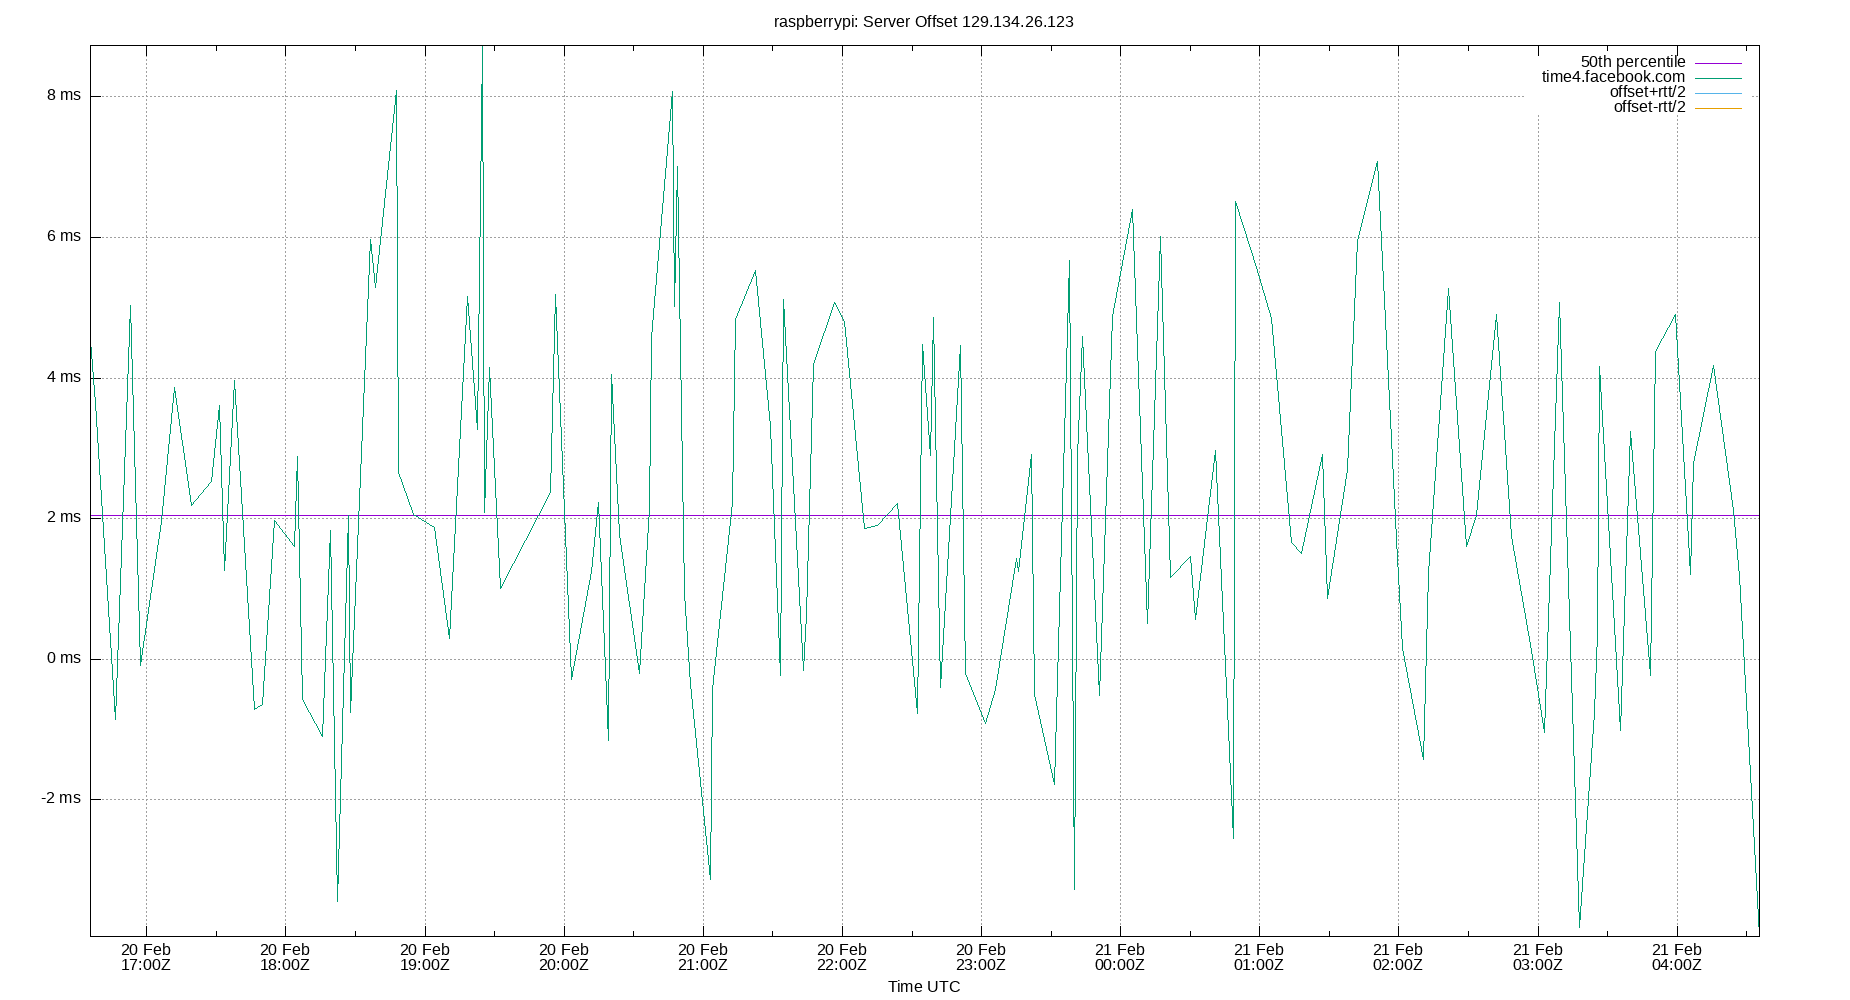 raspberrypi: Server Offset 129.134.26.123
50th percentile
time4.facebook.com
offset+rtt/2
offset-rtt/2
8 ms
6 ms
4 ms
2 ms
0 ms
-2 ms
20 Feb 20 Feb 20 Feb 20 Feb 20 Feb 20 Feb 20 Feb 21 Feb 21 Feb 21 Feb 21 Feb 21 Feb
17:00Z 18:00Z 19:00Z 20:00Z 21:00Z 22:00Z 23:00Z 00:00Z 01:00Z 02:00Z 03:00Z 04:00Z
Time UTC